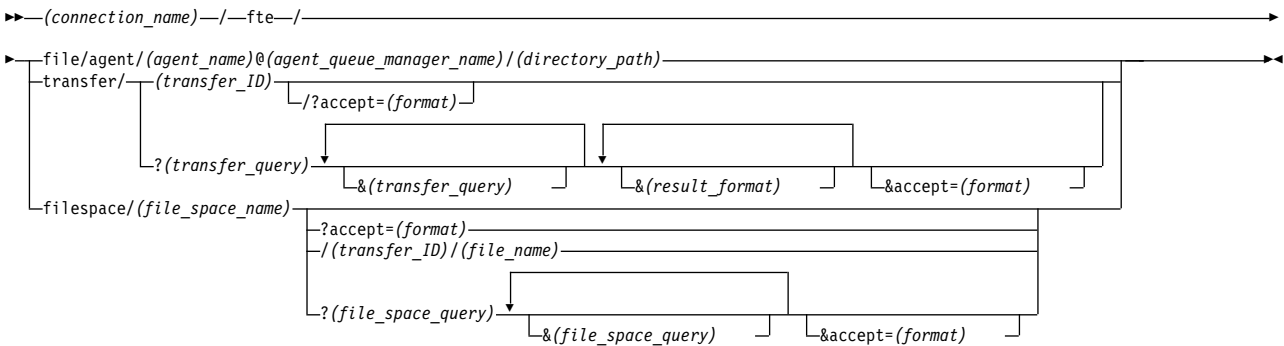 (connection_name)/fte/
file/agent/(agent_name)@(agent_queue_manager_name)/(directory_path)
transfer/(transfer_ID)
/?accept=(format)
?(transfer_query)
&(transfer_query) &(result_format) &accept=(format)
filespace/(file_space_name)
?accept=(format)
/(transfer_ID)/(file_name)
?(file_space_query)
&(file_space_query) &accept=(format)